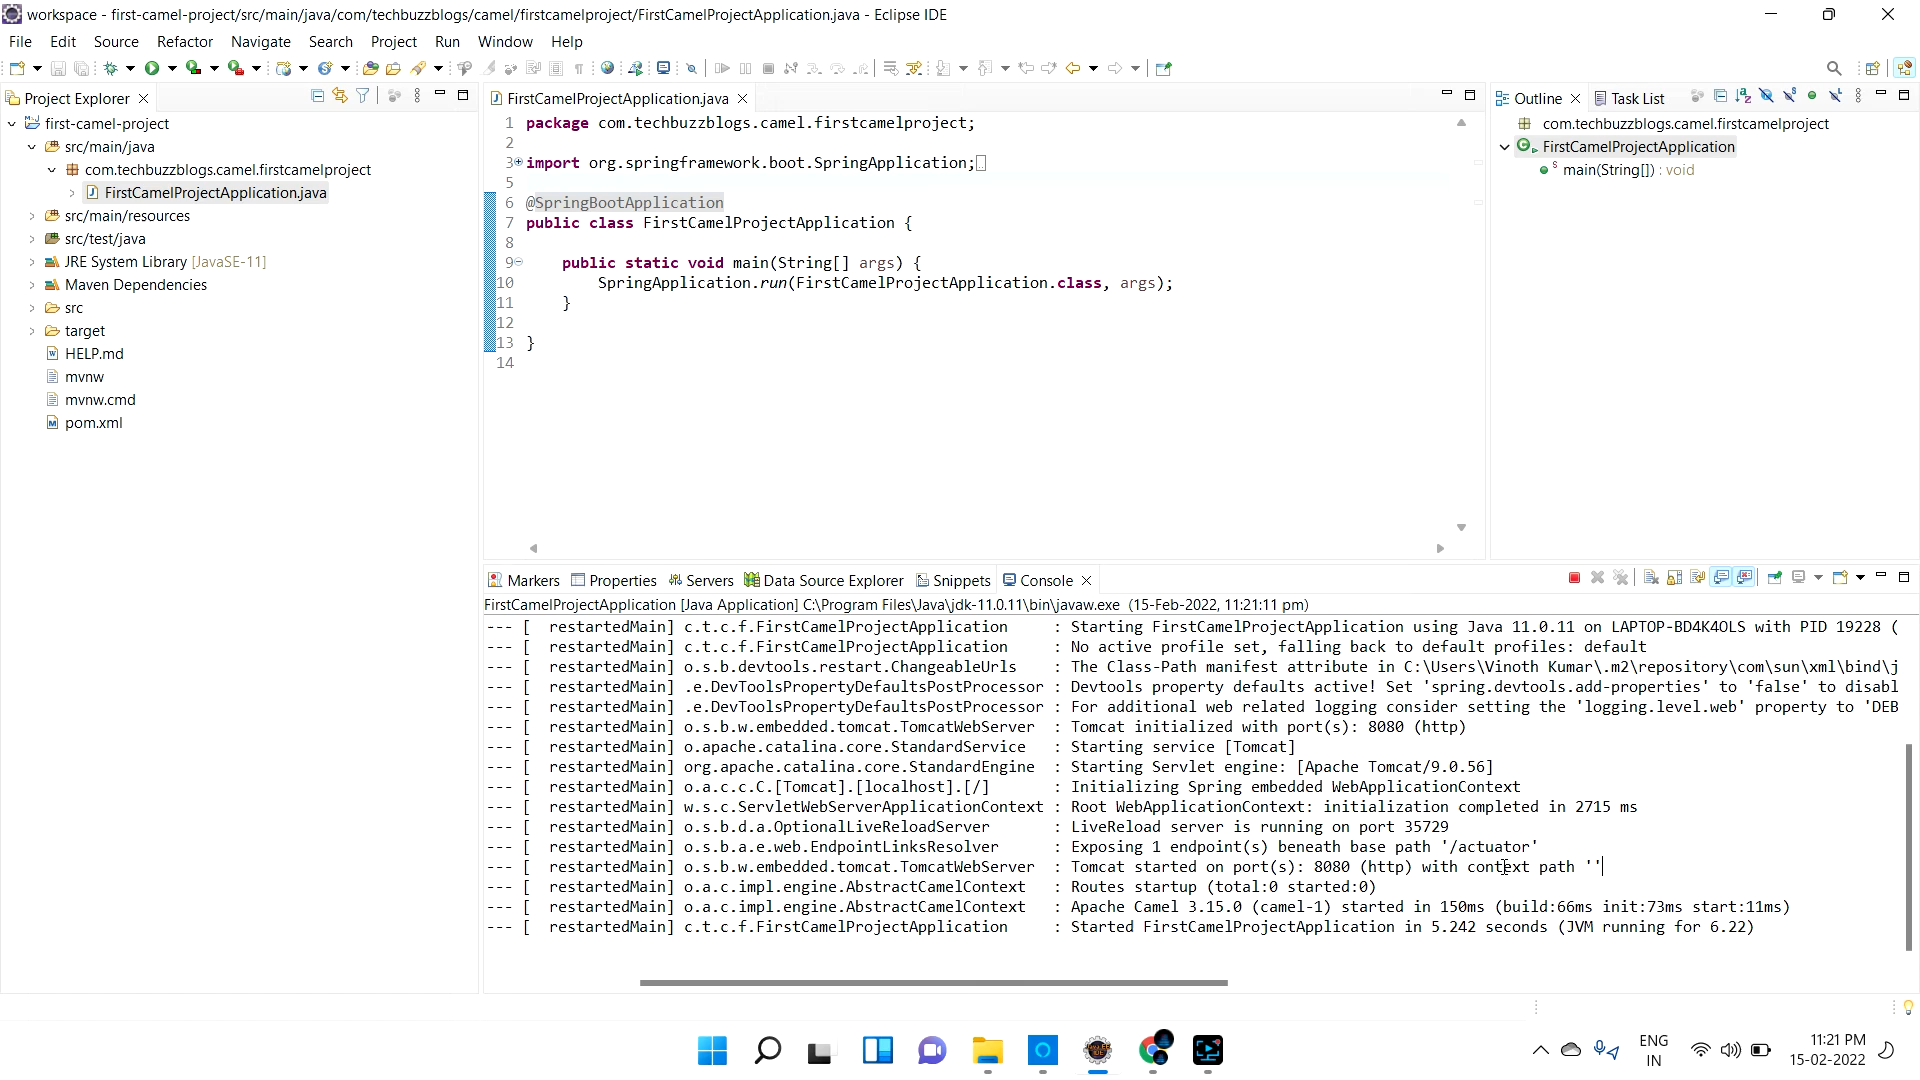 workspace - first-camel-project/src/main/java/com/techbuzzblogs/camel/firstcamelproject/FirstCamelProjectApplication.java - Eclipse IDE
File Edit Source Refactor Navigate Search Project Run Window Help
Project Explorer
first-camel-project
src/main/java
com.techbuzzblogs.camel.firstcamelproject
FirstCamelProjectApplication.java
src/main/resources
src/test/java
JRE System Library [JavaSE-11]
Maven Dependencies
src
target
HELP.md
mvnw
mvnw.cmd
pom.xml
FirstCamelProjectApplication.java
1 package com.techbuzzblogs.camel.firstcamelproject;
2
3 import org.springframework.boot.SpringApplication;
5
6 @SpringBootApplication
7 public class FirstCamelProjectApplication {
8
9 public static void main(String[] args) {
10 SpringApplication.run(FirstCamelProjectApplication.class, args);
11 }
12
13 }
14
Outline Task List
com.techbuzzblogs.camel.firstcamelproject
FirstCamelProjectApplication
main(String[]) : void
Markers Properties Servers Data Source Explorer Snippets Console
FirstCamelProjectApplication [Java Application] C:\Program Files\Java\jdk-11.0.11\bin\javaw.exe (15-Feb-2022, 11:21:11 pm)
--- [ restartedMain] c.t.c.f.FirstCamelProjectApplication : Starting FirstCamelProjectApplication using Java 11.0.11 on LAPTOP-BD4K4OLS with PID 19228 (
--- [ restartedMain] c.t.c.f.FirstCamelProjectApplication : No active profile set, falling back to default profiles: default
--- [ restartedMain] o.s.b.devtools.restart.ChangeableUrls : The Class-Path manifest attribute in C:\Users\Vinoth Kumar\.m2\repository\com\sun\xml\bind\j
--- [ restartedMain] .e.DevToolsPropertyDefaultsPostProcessor : Devtools property defaults active! Set 'spring.devtools.add-properties' to 'false' to disabl
--- [ restartedMain] .e.DevToolsPropertyDefaultsPostProcessor : For additional web related logging consider setting the 'logging.level.web' property to 'DEB
--- [ restartedMain] o.s.b.w.embedded.tomcat.TomcatWebServer : Tomcat initialized with port(s): 8080 (http)
--- [ restartedMain] o.apache.catalina.core.StandardService : Starting service [Tomcat]
--- [ restartedMain] org.apache.catalina.core.StandardEngine : Starting Servlet engine: [Apache Tomcat/9.0.56]
--- [ restartedMain] o.a.c.c.C.[Tomcat].[localhost].[/] : Initializing Spring embedded WebApplicationContext
--- [ restartedMain] w.s.c.ServletWebServerApplicationContext : Root WebApplicationContext: initialization completed in 2715 ms
--- [ restartedMain] o.s.b.d.a.OptionalLiveReloadServer : LiveReload server is running on port 35729
--- [ restartedMain] o.s.b.a.e.web.EndpointLinksResolver : Exposing 1 endpoint(s) beneath base path '/actuator'
--- [ restartedMain] o.s.b.w.embedded.tomcat.TomcatWebServer : Tomcat started on port(s): 8080 (http) with context path ''
--- [ restartedMain] o.a.c.impl.engine.AbstractCamelContext : Routes startup (total:0 started:0)
--- [ restartedMain] o.a.c.impl.engine.AbstractCamelContext : Apache Camel 3.15.0 (camel-1) started in 150ms (build:66ms init:73ms start:11ms)
--- [ restartedMain] c.t.c.f.FirstCamelProjectApplication : Started FirstCamelProjectApplication in 5.242 seconds (JVM running for 6.22)
ENG
IN
11:21 PM
15-02-2022